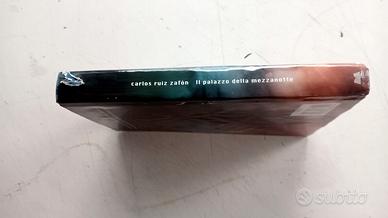 carlos ruiz zafón Il palazzo della mezzanotte
subito